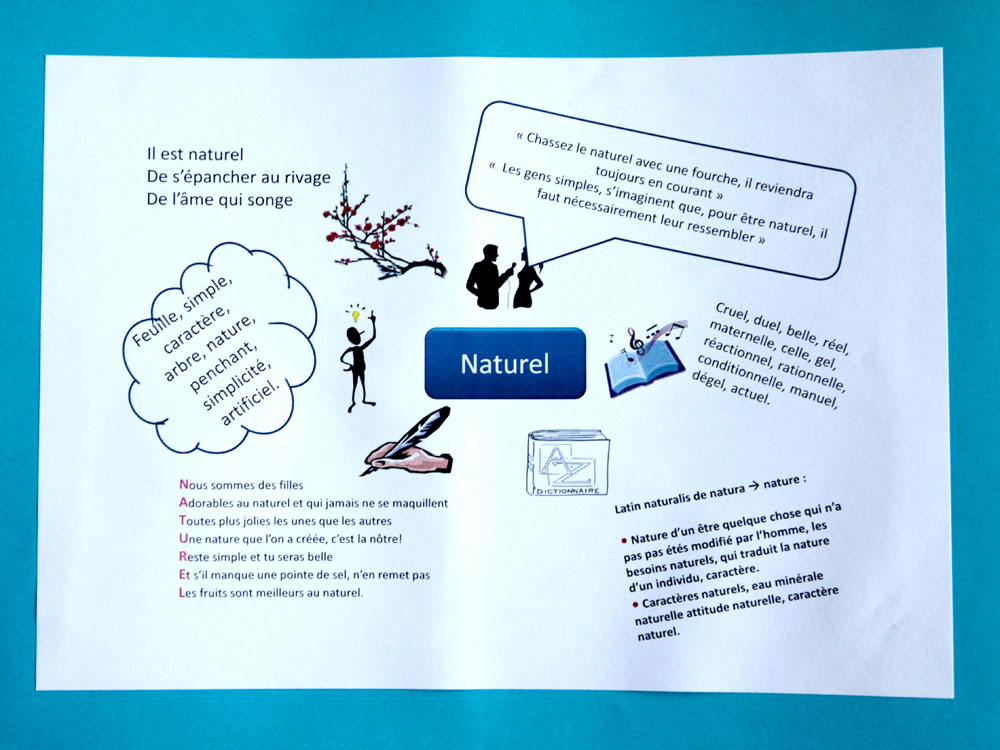 Il est naturel
De s'épancher au rivage
De l'âme qui songe
« Chassez le naturel avec une fourche, il reviendra
toujours en courant »
« Les gens simples, s'imaginent que, pour être naturel, il
faut nécessairement leur ressembler »
Feuille, simple,
caractère,
arbre, nature,
penchant,
simplicité,
artificiel.
Naturel
Cruel, duel, belle, réel,
maternelle, celle, gel,
réactionnel, rationnelle,
conditionnelle, manuel,
dégel, actuel.
Nous sommes des filles
Adorables au naturel et qui jamais ne se maquillent
Toutes plus jolies les unes que les autres
Une nature que l'on a créée, c'est la nôtre!
Reste simple et tu seras belle
Et s'il manque une pointe de sel, n'en remet pas
Les fruits sont meilleurs au naturel.
A Z
DICTIONNAIRE
Latin naturalis de natura → nature :
• Nature d'un être quelque chose qui n'a
pas pas étés modifié par l'homme, les
besoins naturels, qui traduit la nature
d'un individu, caractère.
• Caractères naturels, eau minérale
naturelle attitude naturelle, caractère
naturel.